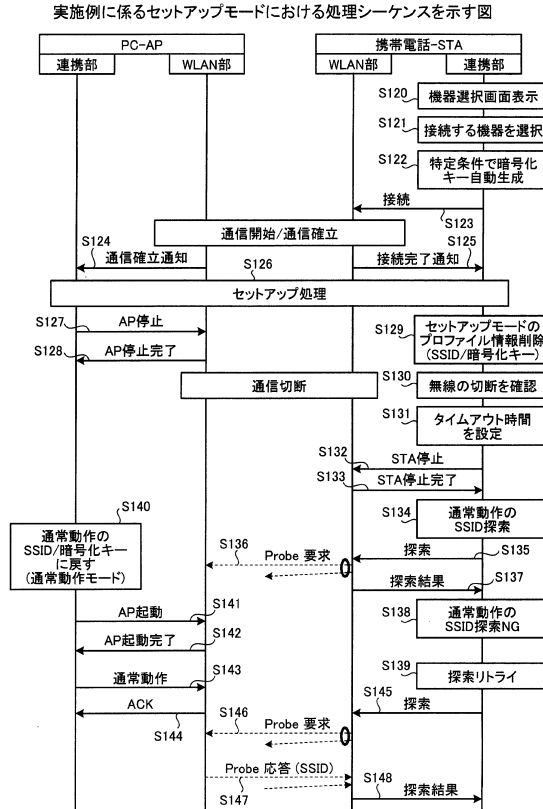 実施例に係るセットアップモードにおける処理シーケンスを示す図
PC-AP
携帯電話-STA
連携部
WLAN部
WLAN部
連携部
S120
機器選択画面表示
S121
接続する機器を選択
S122
特定条件で暗号化
キー自動生成
接続
S123
通信開始/通信確立
S124
通信確立通知
S125
接続完了通知
S126
セットアップ処理
S127
AP停止
S128
AP停止完了
S129
セットアップモードの
プロファイル情報削除
(SSID/暗号化キー)
通信切断
S130
無線の切断を確認
S131
タイムアウト時間
を設定
S132
STA停止
S133
STA停止完了
S134
通常動作の
SSID探索
S140
通常動作の
SSID/暗号化キー
に戻す
(通常動作モード)
S136
Probe 要求
探索
S135
探索結果
S137
S138
通常動作の
SSID探索NG
AP起動
S141
AP起動完了
S142
S139
探索リトライ
通常動作
S143
ACK
S144
S145
探索
S146
Probe 要求
Probe 応答 (SSID)
S147
S148
探索結果